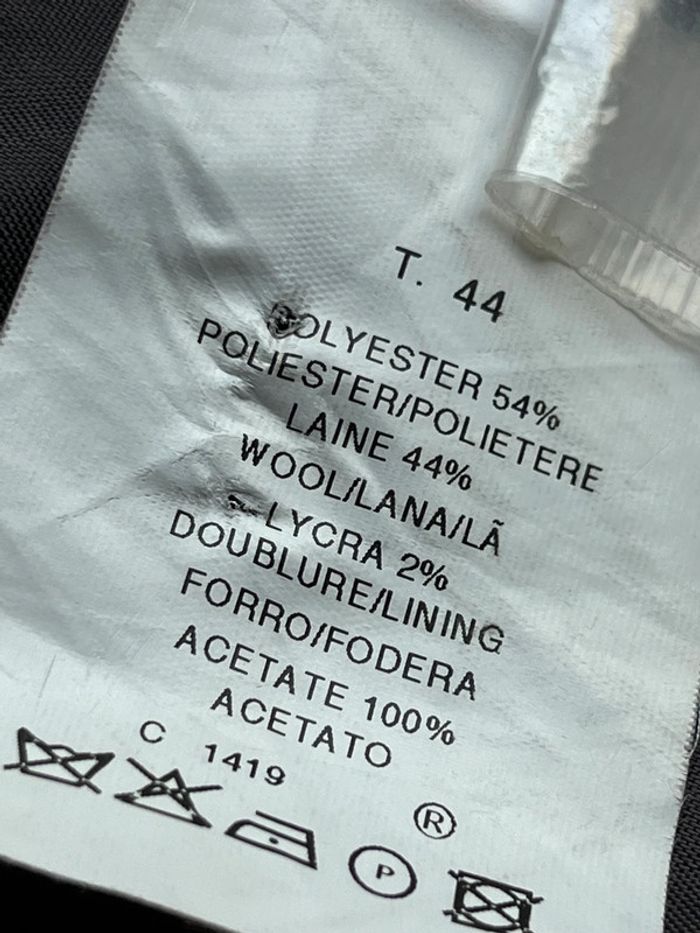 T. 44
POLYESTER 54%
POLIESTER/POLIETERE
LAINE 44%
WOOL/LANA/LÃ
LYCRA 2%
DOUBLURE/LINING
FORRO/FODERA
ACETATE 100%
ACETATO
C 1419
®
P